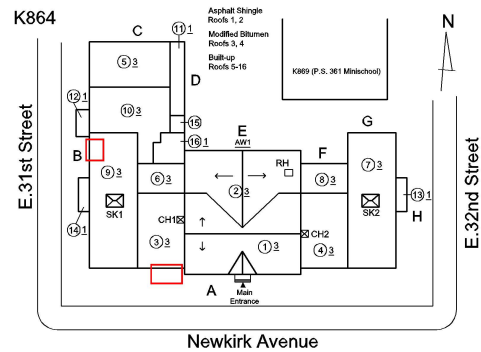 K864
Asphalt Shingle
Roofs 1, 2
Modified Bitumen
Roofs 3, 4
Built-up
Roofs 5-16
N
K869 (P.S. 361 Minischool)
C
11 1
5 3
D
12 1
10 3
15
16 1
E
AW1
F
G
B
9 3
6 3
RH
2 3
8 3
7 3
SK1
SK2
13 1
H
14 1
CH1
CH2
3 3
1 3
4 3
A
Main
Entrance
E.31st Street
E.32nd Street
Newkirk Avenue